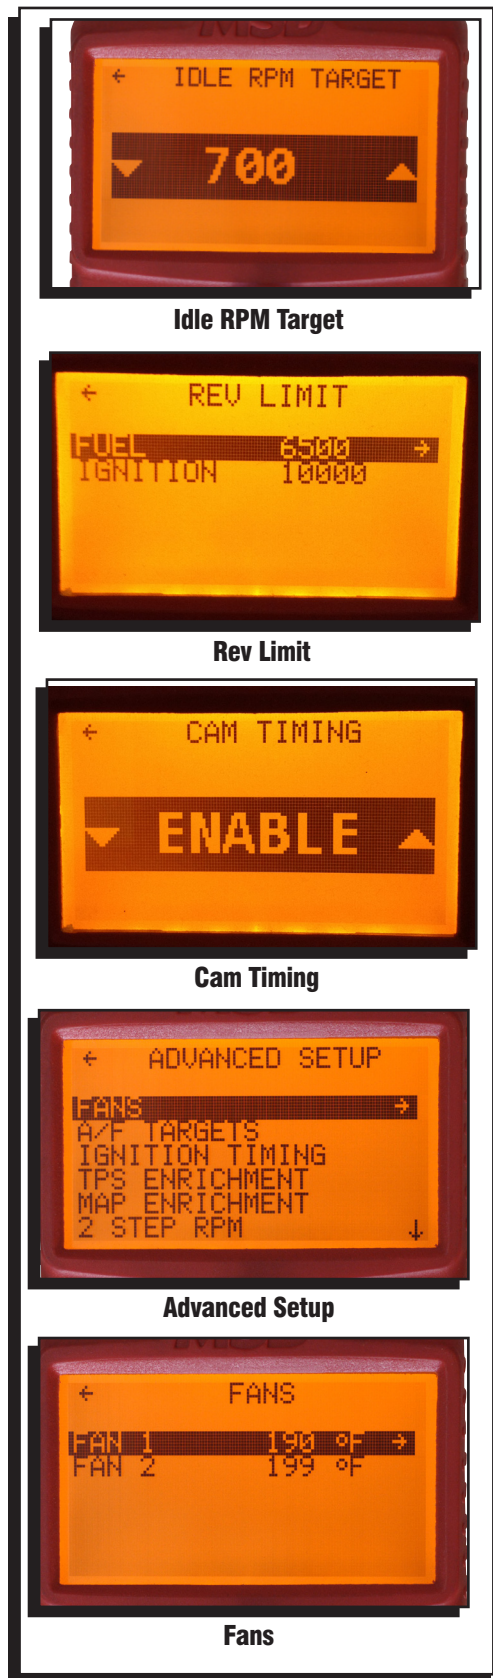 MSD
← IDLE RPM TARGET
700
Idle RPM Target
← REV LIMIT
FUEL 6500 →
IGNITION 10000
Rev Limit
← CAM TIMING
ENABLE
Cam Timing
← ADVANCED SETUP
FANS →
A/F TARGETS
IGNITION TIMING
TPS ENRICHMENT
MAP ENRICHMENT
2 STEP RPM ↓
Advanced Setup
MSD
← FANS
FAN 1 190 °F →
FAN 2 199 °F
Fans